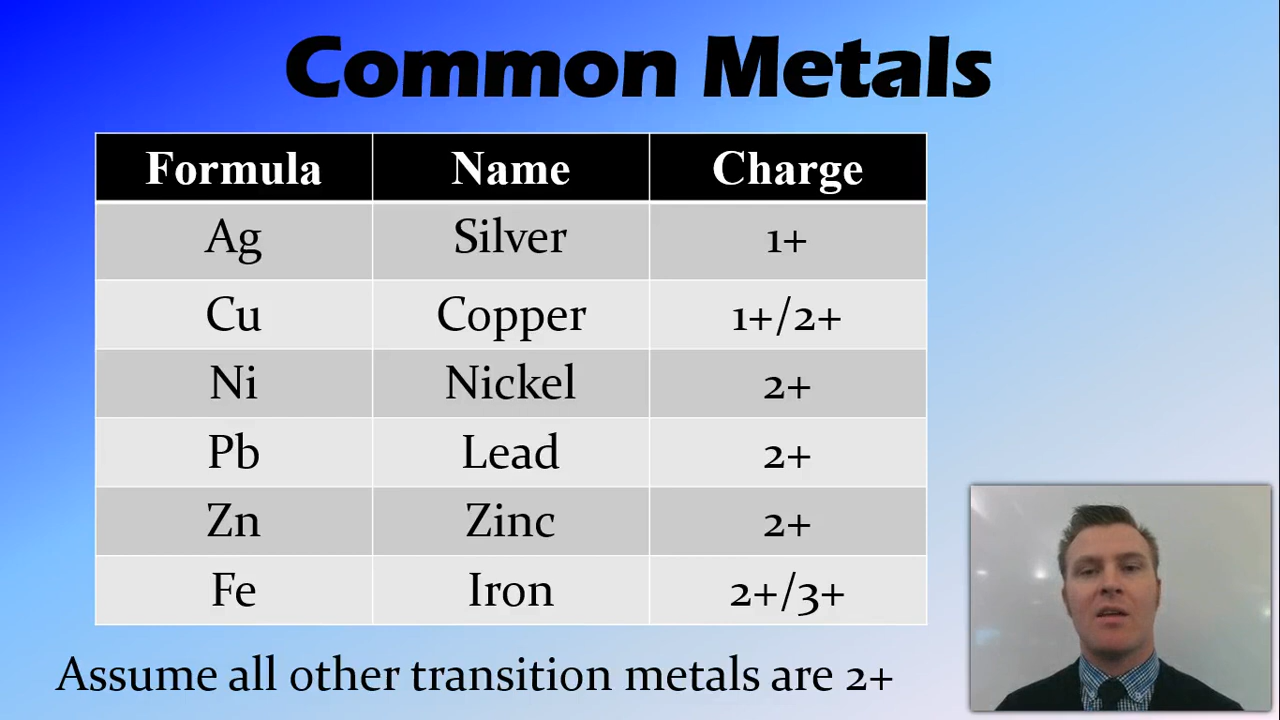 Common Metals
Formula Name Charge
Ag Silver 1+
Cu Copper 1+/2+
Ni Nickel 2+
Pb Lead 2+
Zn Zinc 2+
Fe Iron 2+/3+
Assume all other transition metals are 2+